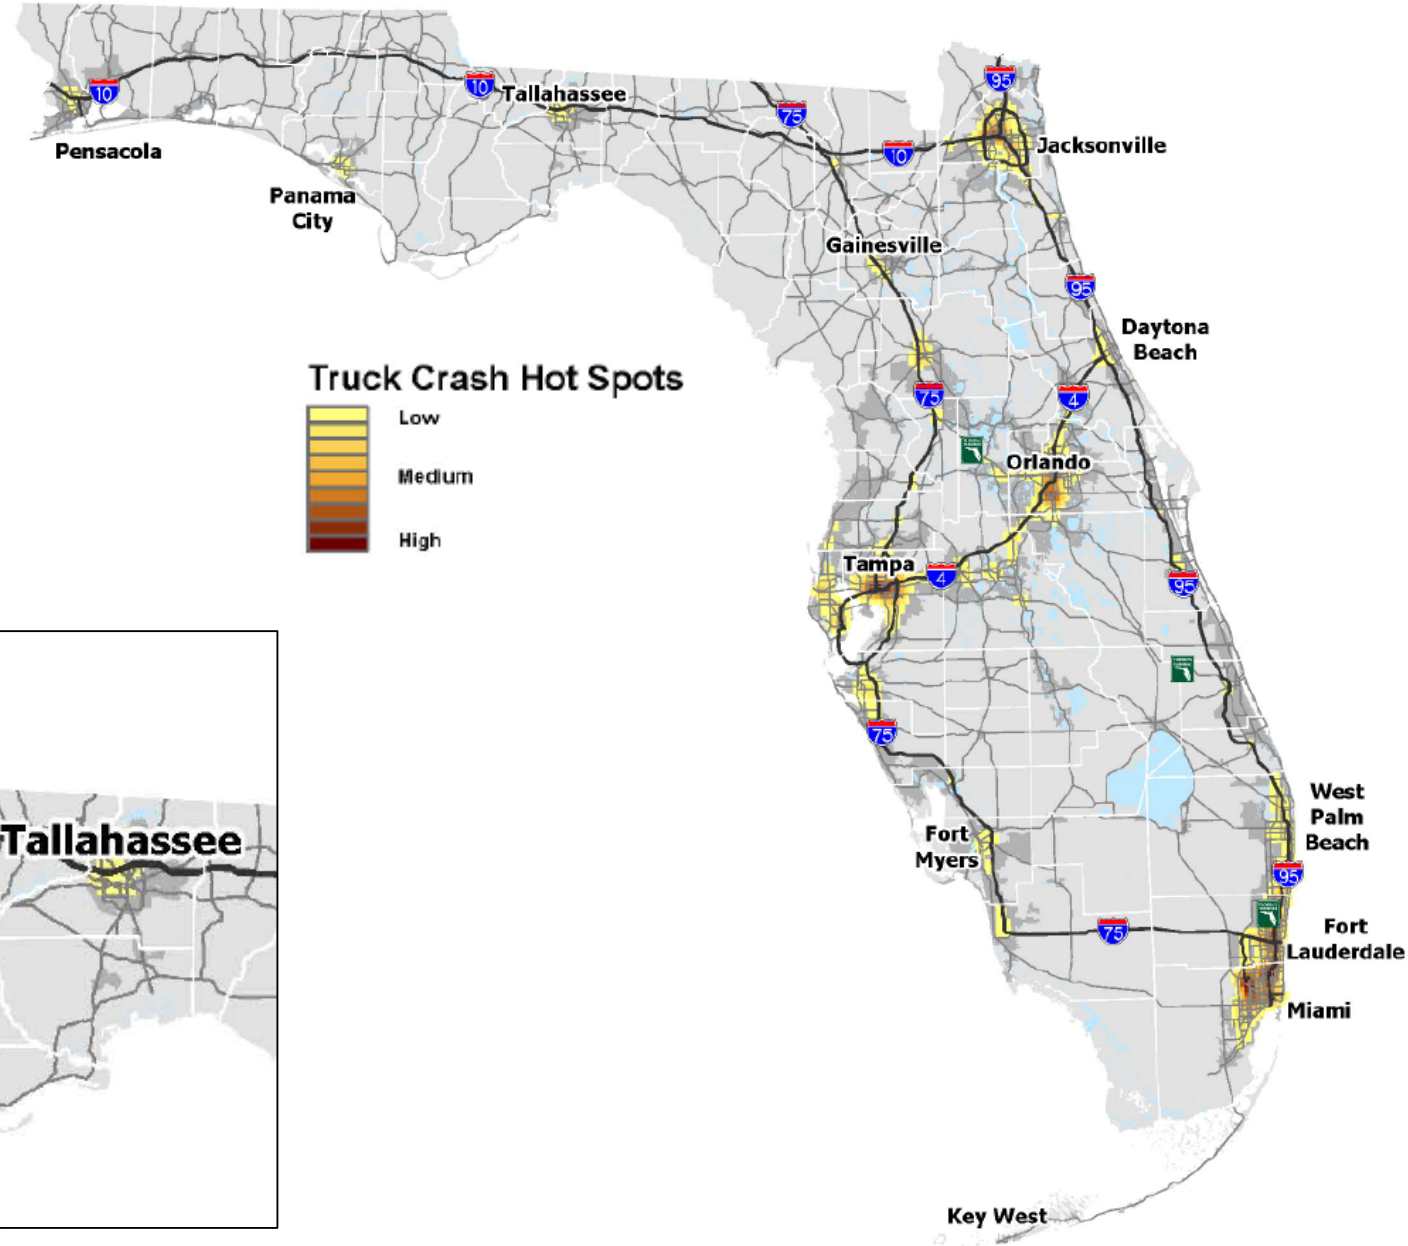 95
10
10
Tallahassee
75
10
Jacksonville
Pensacola
Panama
City
Gainesville
95
Daytona
Beach
Truck Crash Hot Spots
Low
Medium
High
75
4
Orlando
Tampa
4
95
75
West
Palm
Beach
Fort
Myers
95
75
Fort
Lauderdale
Miami
Key West
Tallahassee